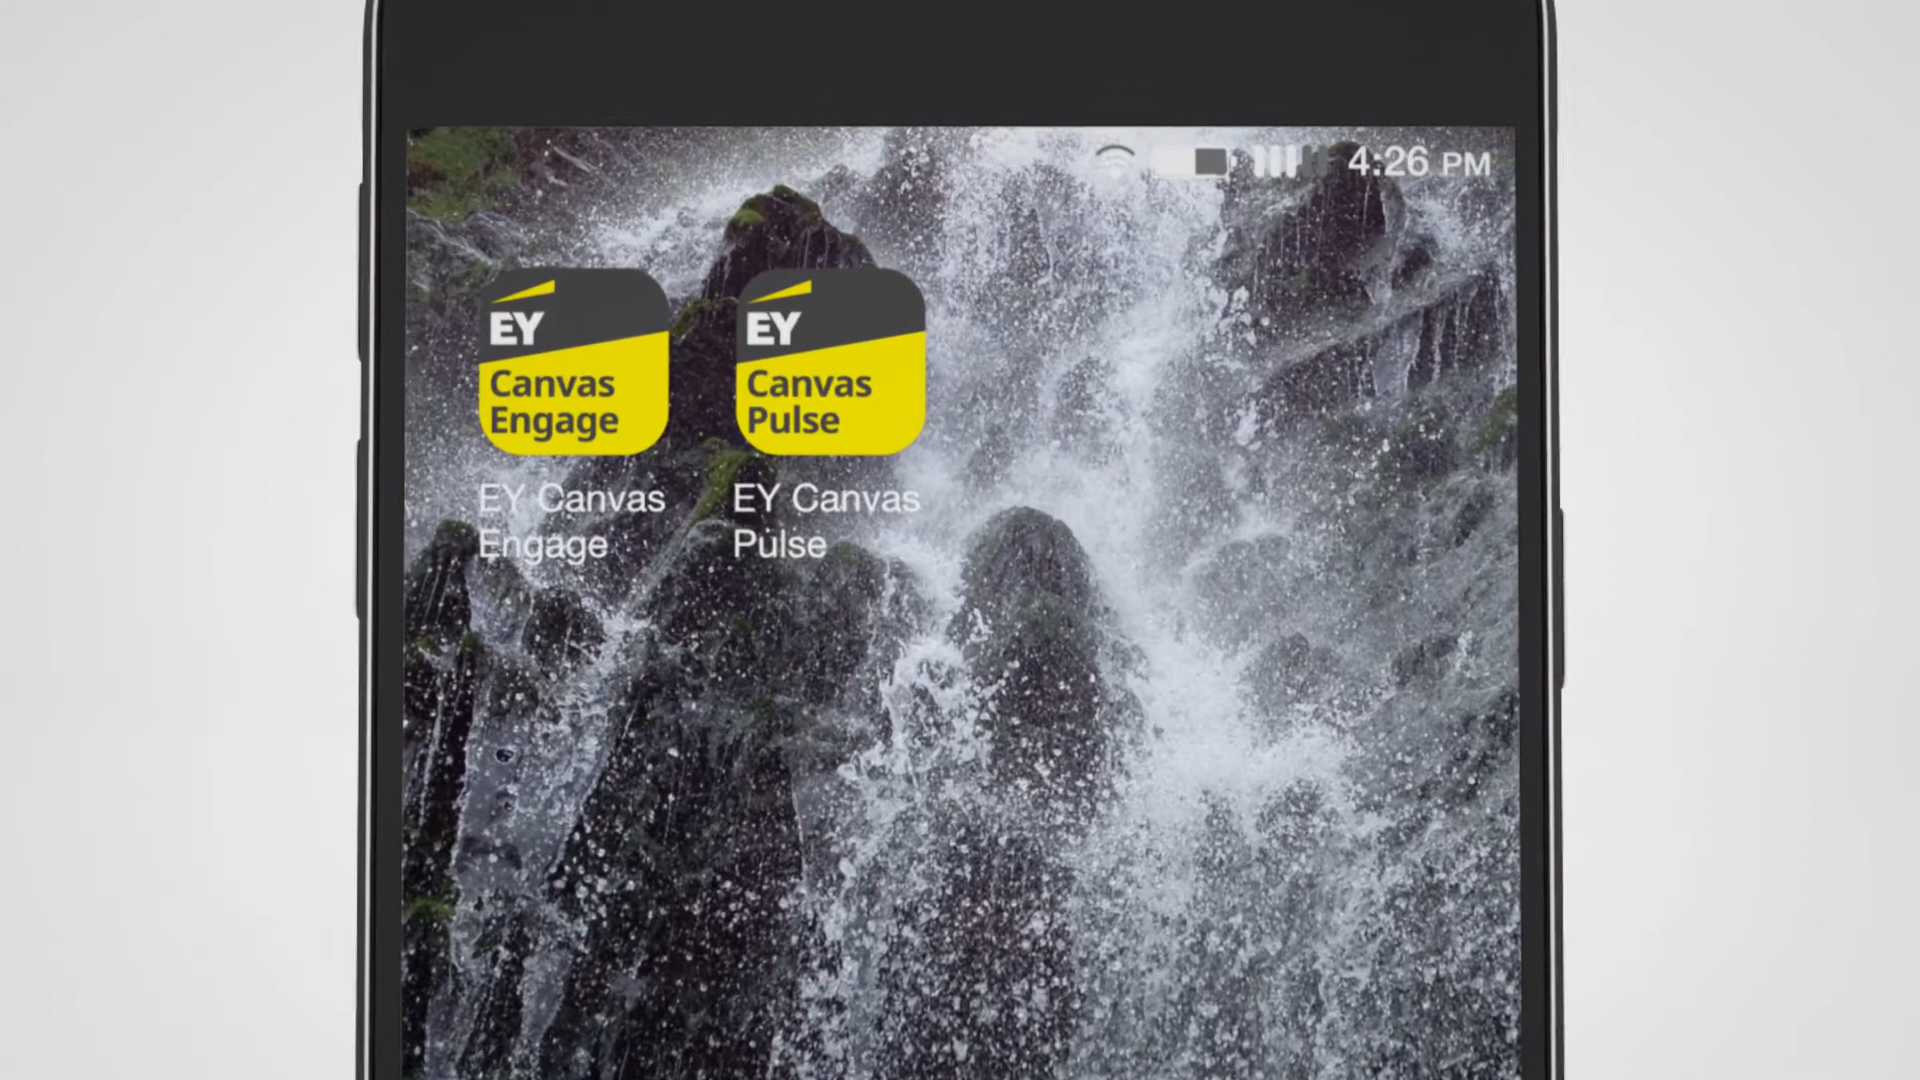 4:26 PM
EY
Canvas
Engage
EY
Canvas
Pulse
EY Canvas
Engage
EY Canvas
Pulse